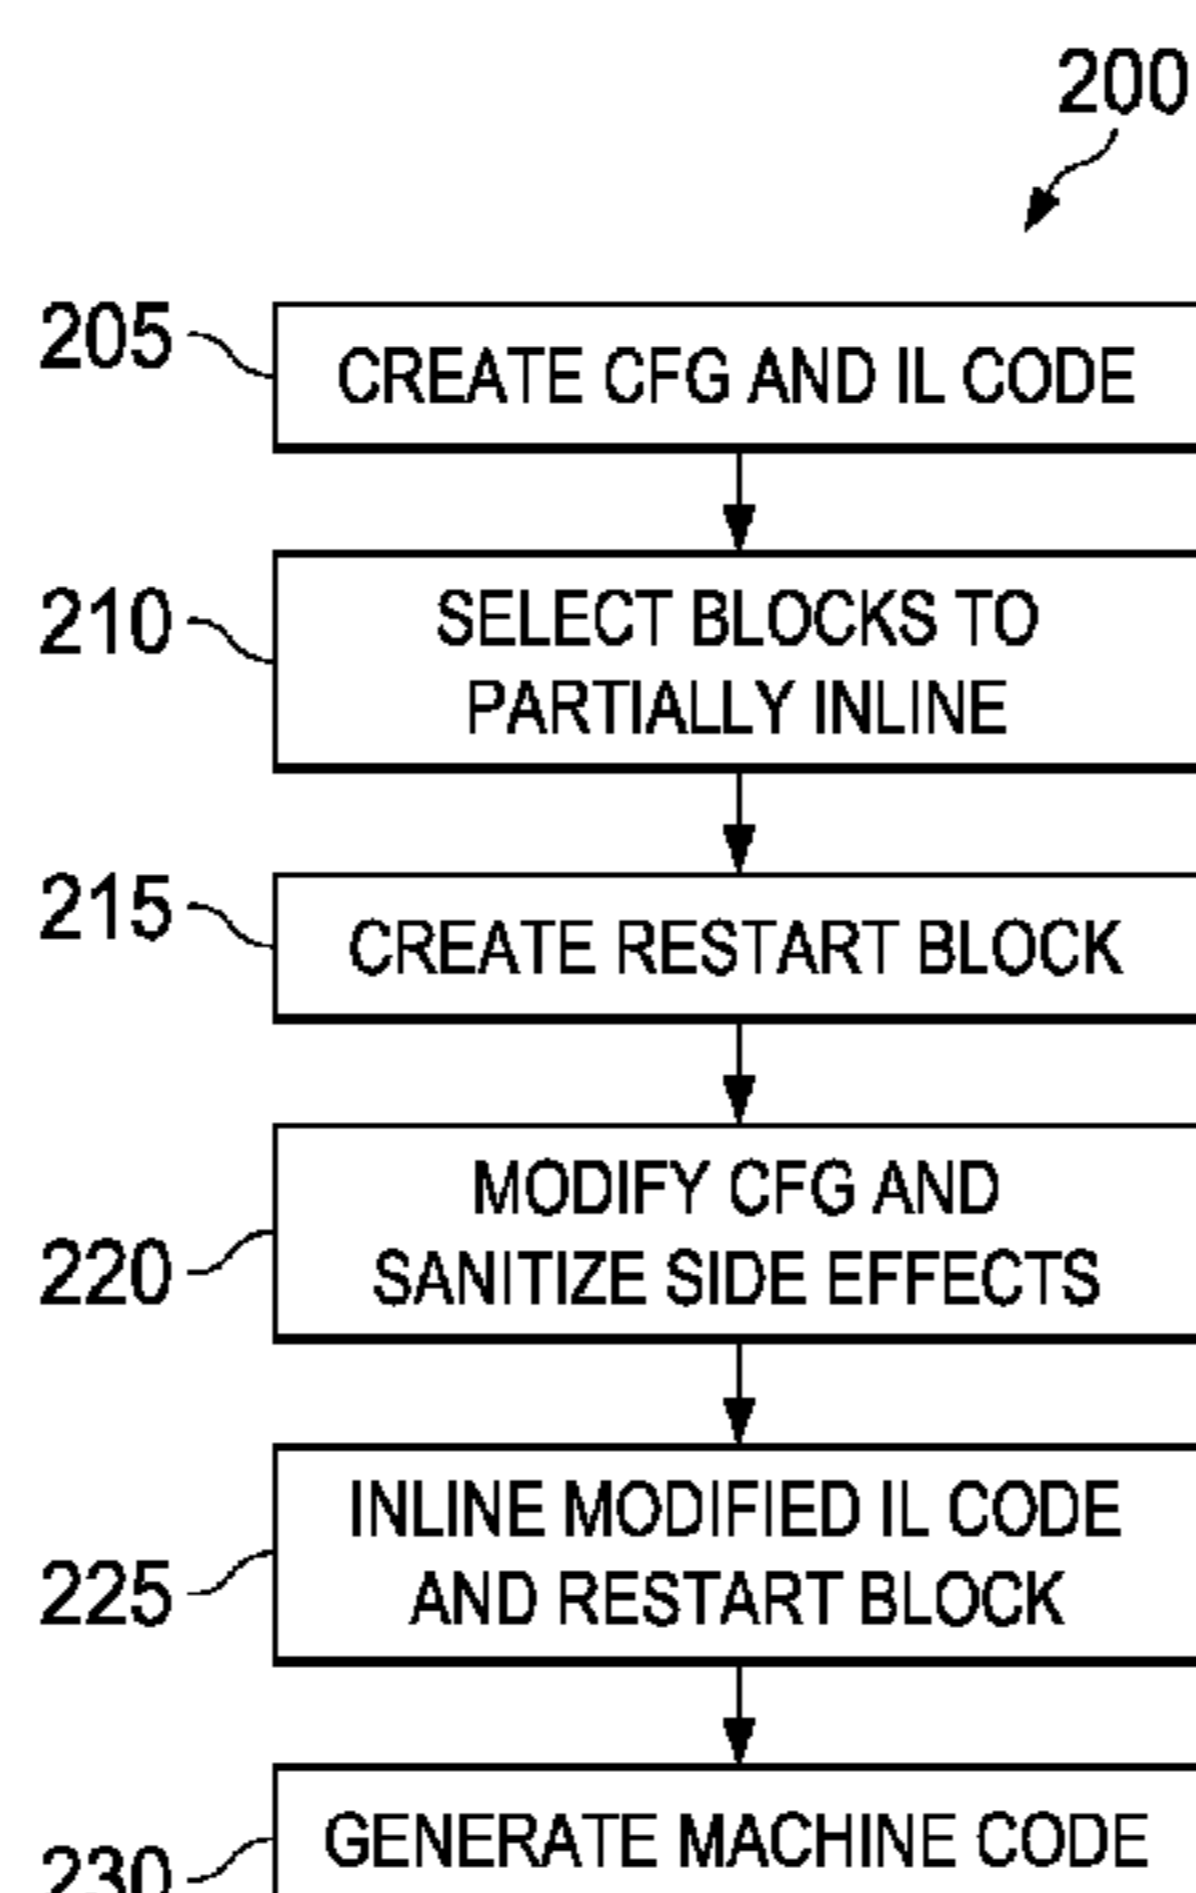 200
205
CREATE CFG AND IL CODE
210
SELECT BLOCKS TO
PARTIALLY INLINE
215
CREATE RESTART BLOCK
220
MODIFY CFG AND
SANITIZE SIDE EFFECTS
225
INLINE MODIFIED IL CODE
AND RESTART BLOCK
230
GENERATE MACHINE CODE